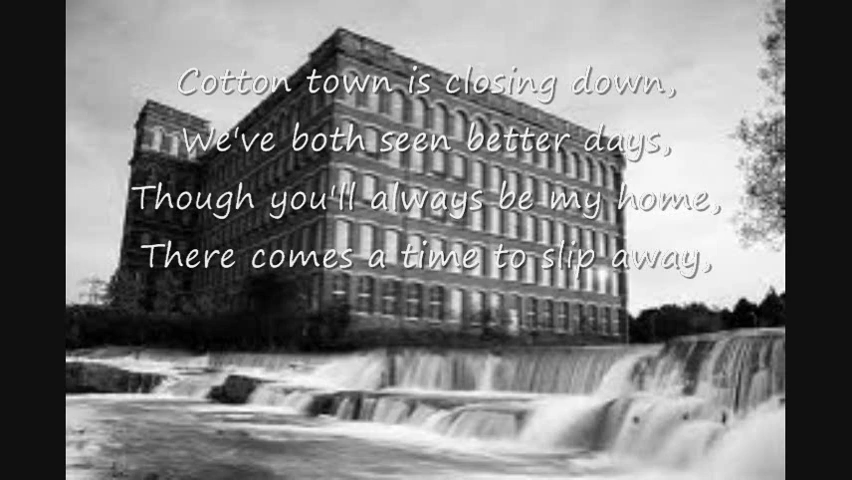 Cotton town is closing down,
We've both seen better days,
Though you'll always be my home,
There comes a time to slip away,